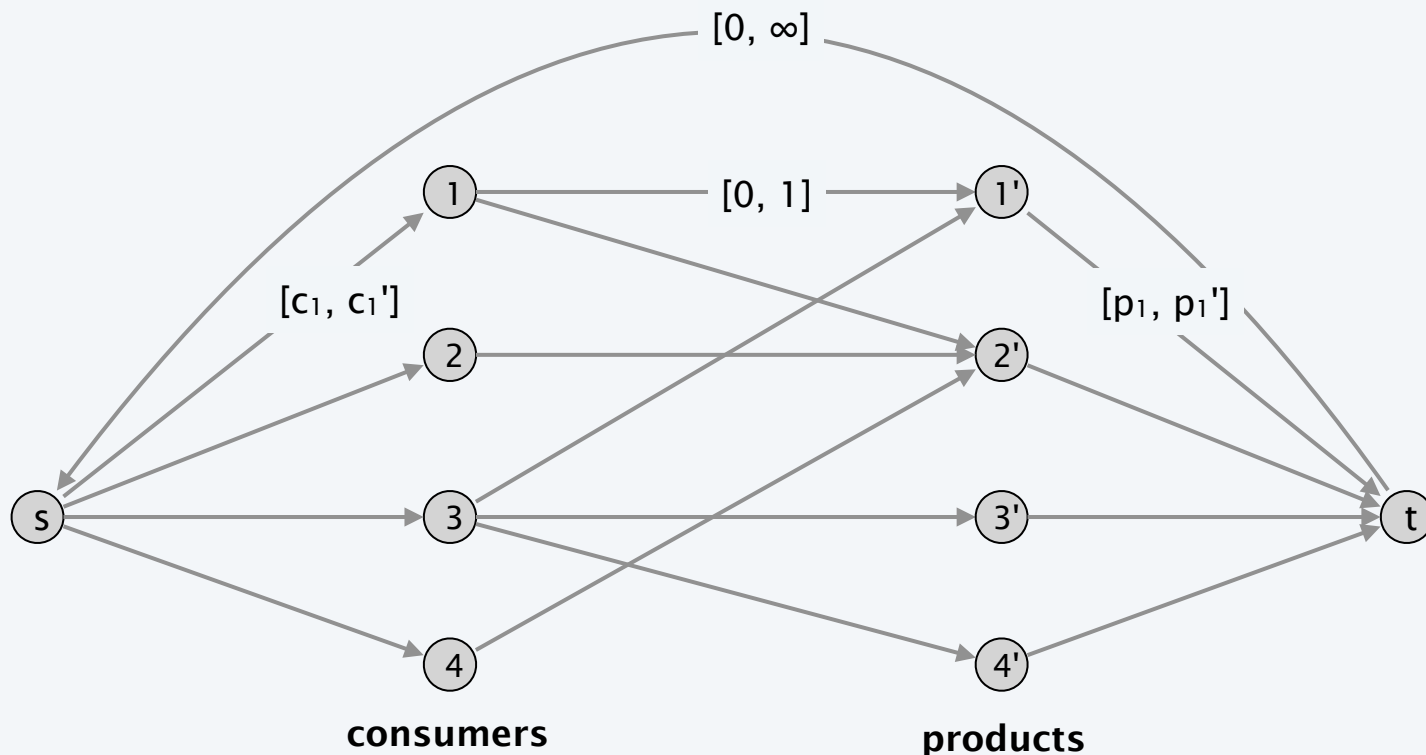 [0, ∞]
1
[0, 1]
1'
[c₁, c₁']
[p₁, p₁']
2
2'
s
3
3'
t
4
4'
consumers
products